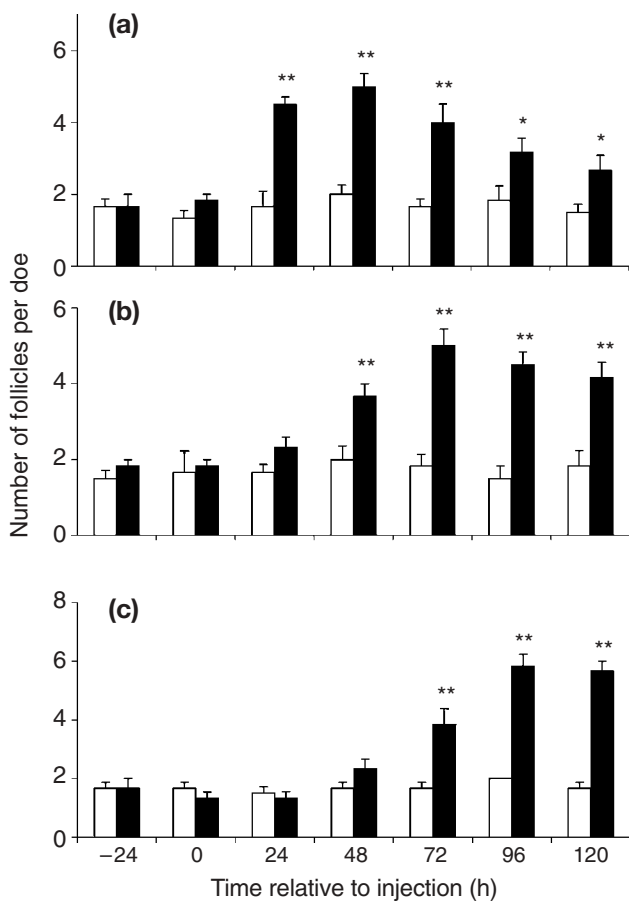 (a)
6
4
2
0
** ** ** * *
(b)
6
4
2
0
** ** ** **
(c)
8
6
4
2
0
** ** **
Number of follicles per doe
−24 0 24 48 72 96 120
Time relative to injection (h)